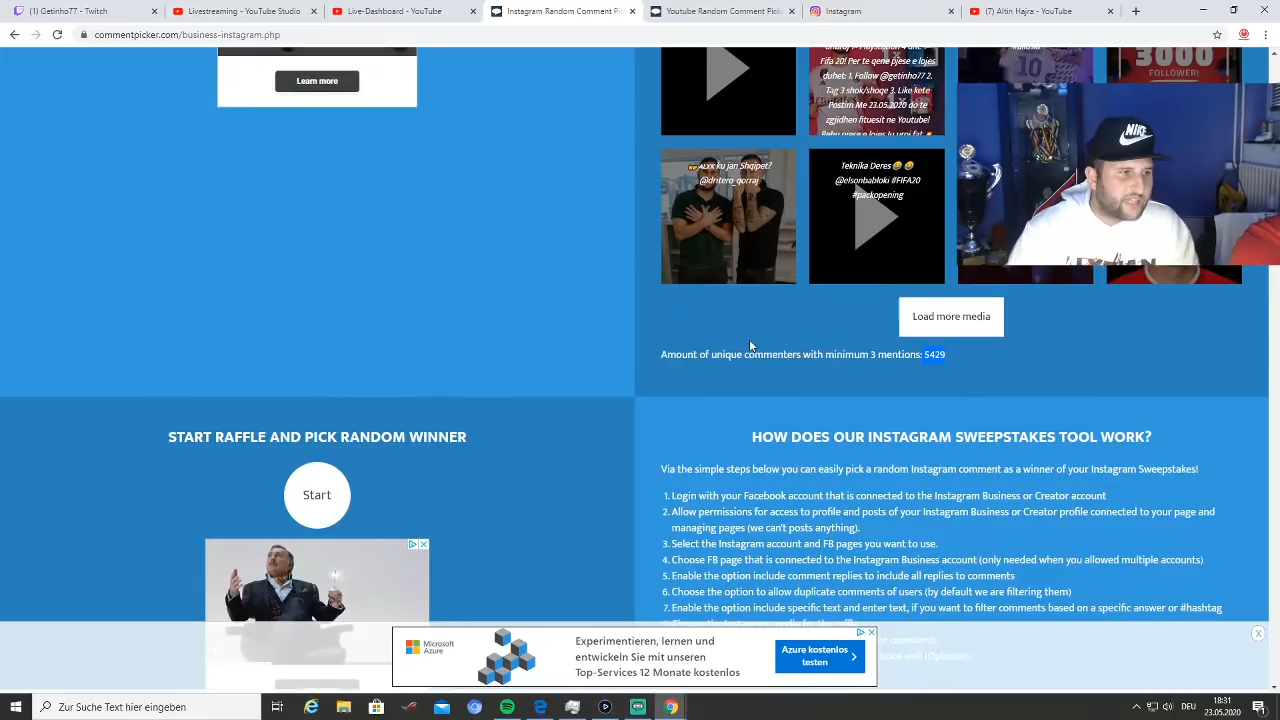 (1) Getinho77 - Twitch
Livestreaming - YouTube Studio
Live-Dashboard - YouTube
Instagram Random Comment Pi
Youtube Random Comment Picke
Instagram
(7) Altin Hajra - YouTube
commentpicker.com/business-instagram.php
Learn more
Fifa 20! Per te qene pjese e lojes
duhet: 1. Follow @getinho77 2.
Tag 3 shok/shoqe 3. Like kete
Postim Me 23.05.2020 do te
zgjidhen fituesit ne Youtube!
3000
FOLLOWER!
10
NIKE
ku jan Shqipet?
@dritero_qorraj
Teknika Deres
@elsonbabloki #FIFA20
#packopening
Load more media
Amount of unique commenters with minimum 3 mentions: 5429
START RAFFLE AND PICK RANDOM WINNER
Start
HOW DOES OUR INSTAGRAM SWEEPSTAKES TOOL WORK?
Via the simple steps below you can easily pick a random Instagram comment as a winner of your Instagram Sweepstakes!
1. Login with your Facebook account that is connected to the Instagram Business or Creator account
2. Allow permissions for access to profile and posts of your Instagram Business or Creator profile connected to your page and
managing pages (we can't posts anything).
3. Select the Instagram account and FB pages you want to use.
4. Choose FB page that is connected to the Instagram Business account (only needed when you allowed multiple accounts)
5. Enable the option include comment replies to include all replies to comments
6. Choose the option to allow duplicate comments of users (by default we are filtering them)
7. Enable the option include specific text and enter text, if you want to filter comments based on a specific answer or #hashtag
Microsoft
Azure
Experimentieren, lernen und
entwickeln Sie mit unseren
Top-Services 12 Monate kostenlos
Azure kostenlos
testen
Zur Suche Text hier eingeben
18:31
23.05.2020